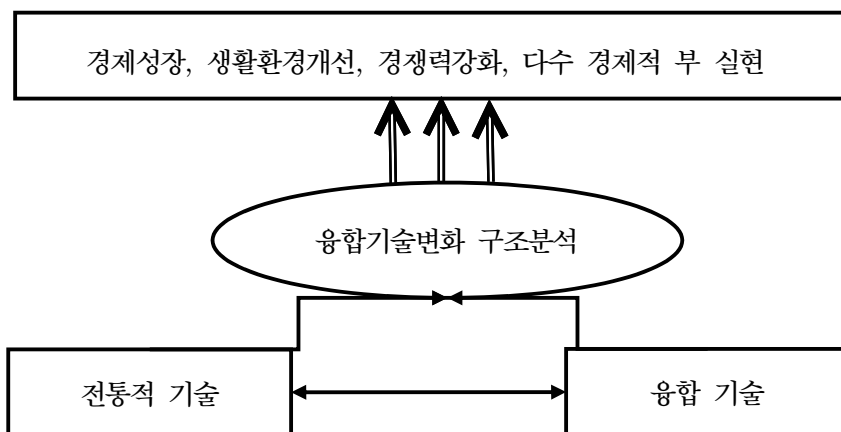 경제성장, 생활환경개선, 경쟁력강화, 다수 경제적 부 실현
융합기술변화 구조분석
전통적 기술
융합 기술